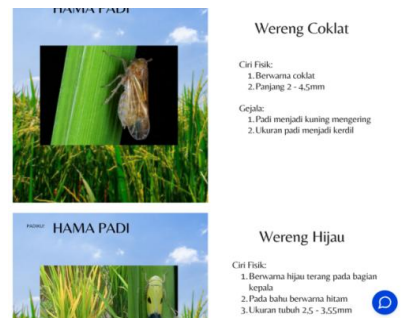 HAMA PADI
Wereng Coklat
Ciri Fisik:
1. Berwarna coklat
2. Panjang 2 - 4,5mm
Gejala:
1. Padi menjadi kuning mengering
2. Ukuran padi menjadi kerdil
HAMA PADI
Wereng Hijau
Ciri Fisik:
1. Berwarna hijau terang pada bagian
kepala
2. Pada bahu berwarna hitam
3. Ukuran tubuh 2,5 - 3,55mm